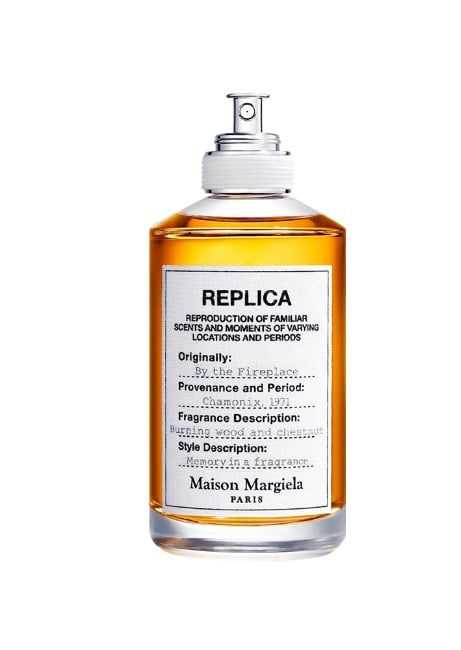 REPLICA
REPRODUCTION OF FAMILIAR
SCENTS AND MOMENTS OF VARYING
LOCATIONS AND PERIODS
Originally:
By the Fireplace
Provenance and Period:
Chamonix, 1971
Fragrance Description:
Burning wood and chestnut
Style Description:
Memory in a fragrance
Maison Margiela
PARIS